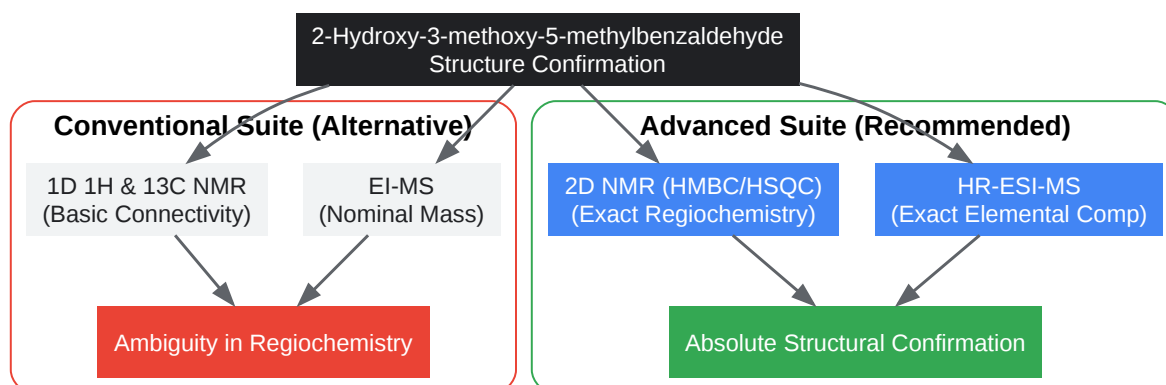 2-Hydroxy-3-methoxy-5-methylbenzaldehyde
Structure Confirmation
Conventional Suite (Alternative)
Advanced Suite (Recommended)
1D 1H & 13C NMR
(Basic Connectivity)
EI-MS
(Nominal Mass)
2D NMR (HMBC/HSQC)
(Exact Regiochemistry)
HR-ESI-MS
(Exact Elemental Comp)
Ambiguity in Regiochemistry
Absolute Structural Confirmation